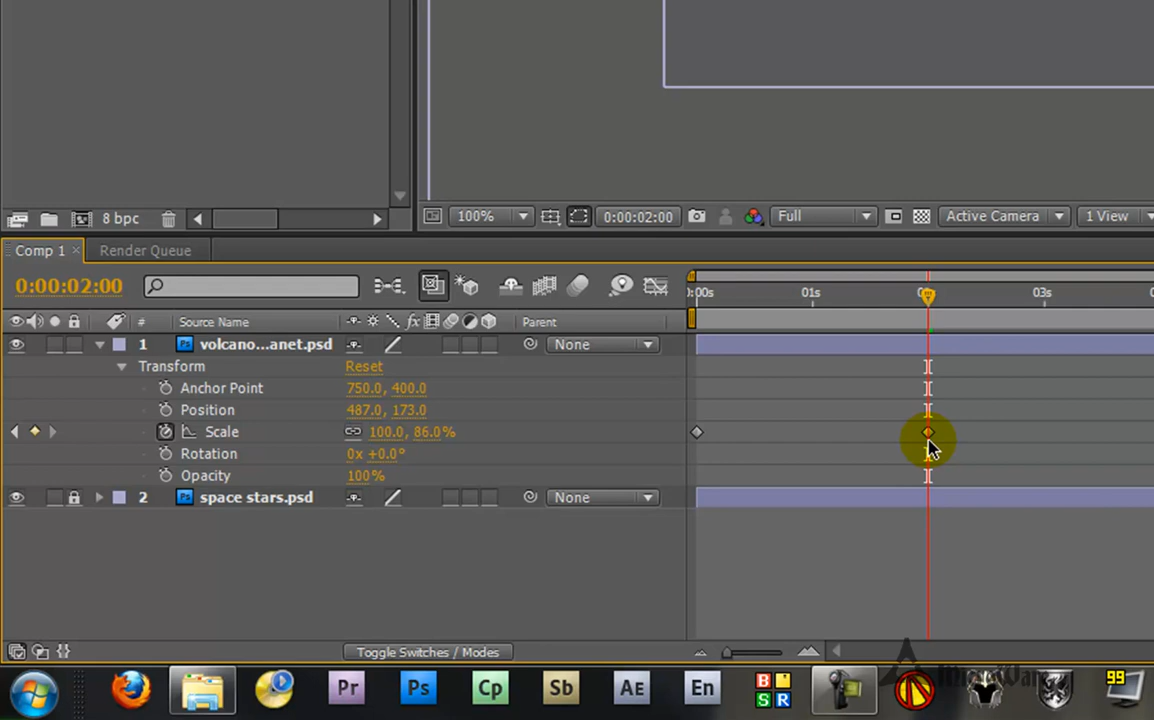 8 bpc
100%
0:00:02:00
Full
Active Camera
1 View
Comp 1 ×
Render Queue
0:00:02:00
:00s
01s
03s
#
Source Name
fx
Parent
1
volcano...anet.psd
None
Transform
Reset
Anchor Point
750.0, 400.0
Position
487.0, 173.0
Scale
100.0, 86.0%
Rotation
0x +0.0°
Opacity
100%
2
space stars.psd
None
Toggle Switches / Modes
Pr
Ps
Cp
Sb
AE
En
B S R
99